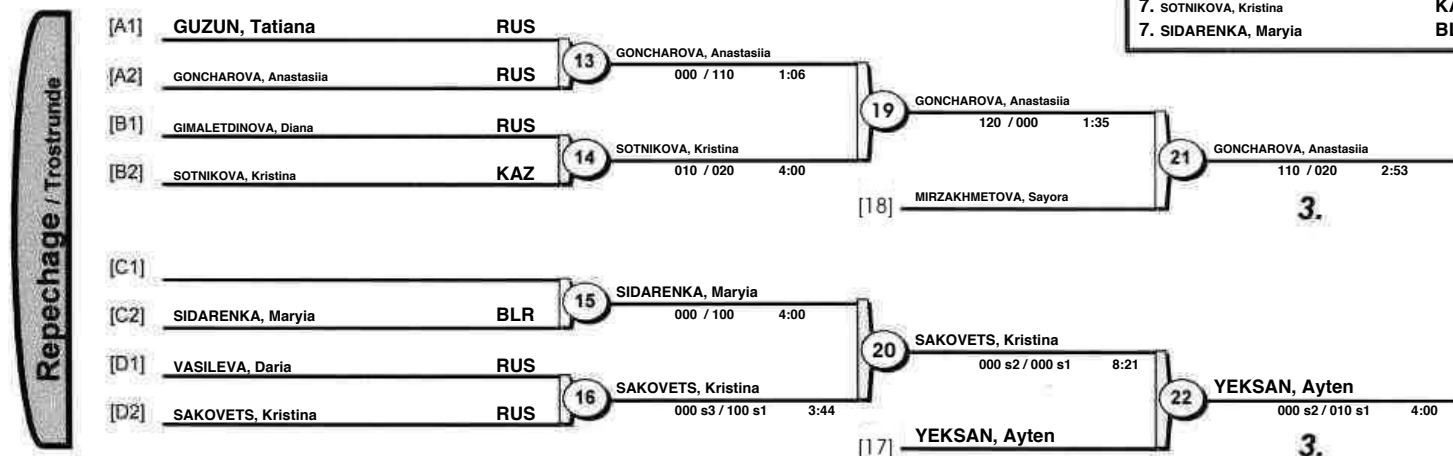 7. SOTNIKOVA, Kristina
7. SIDARENKA, Maryia
Repechage / Trostrunde
[A1] GUZUN, Tatiana RUS
[A2] GONCHAROVA, Anastasiia RUS
13
GONCHAROVA, Anastasiia
000 / 110 1:06
[B1] GIMALETDINOVA, Diana RUS
[B2] SOTNIKOVA, Kristina KAZ
14
SOTNIKOVA, Kristina
010 / 020 4:00
19
GONCHAROVA, Anastasiia
120 / 000 1:35
[18] MIRZAKHMETOVA, Sayora
21
GONCHAROVA, Anastasiia
110 / 020 2:53
3.
[C1]
[C2] SIDARENKA, Maryia BLR
15
SIDARENKA, Maryia
000 / 100 4:00
[D1] VASILEVA, Daria RUS
[D2] SAKOVETS, Kristina RUS
16
SAKOVETS, Kristina
000 s3 / 100 s1 3:44
20
SAKOVETS, Kristina
000 s2 / 000 s1 8:21
[17] YEKSAN, Ayten
22
YEKSAN, Ayten
000 s2 / 010 s1 4:00
3.